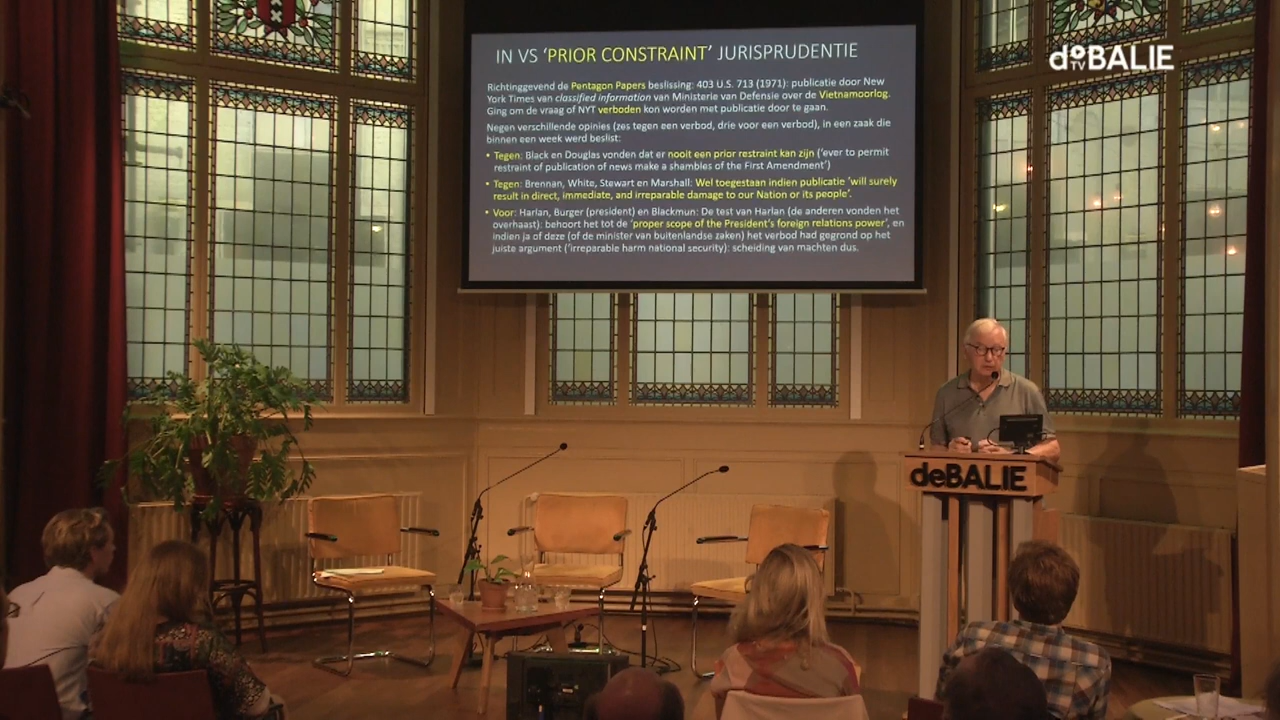 IN VS ‘PRIOR CONSTRAINT’ JURISPRUDENTIE
Richtinggevend de Pentagon Papers beslissing: 403 U.S. 713 (1971): publicatie door New
York Times van classified information van Ministerie van Defensie over de Vietnamoorlog.
Ging om de vraag of NYT verboden kon worden met publicatie door te gaan.
Negen verschillende opinies (zes tegen een verbod, drie voor een verbod), in een zaak die
binnen een week werd beslist:
• Tegen: Black en Douglas vonden dat er nooit een prior restraint kan zijn (‘ever to permit
restraint of publication of news make a shambles of the First Amendment’)
• Tegen: Brennan, White, Stewart en Marshall: Wel toegestaan indien publicatie ‘will surely
result in direct, immediate, and irreparable damage to our Nation or its people’.
• Voor: Harlan, Burger (president) en Blackmun: De test van Harlan (de anderen vonden het
overhaast): behoort het tot de ‘proper scope of the President’s foreign relations power’, en
indien ja of deze (of de minister van buitenlandse zaken) het verbod had gegrond op het
juiste argument (‘irreparable harm national security): scheiding van machten dus.
deBALIE
TV
deBALIE